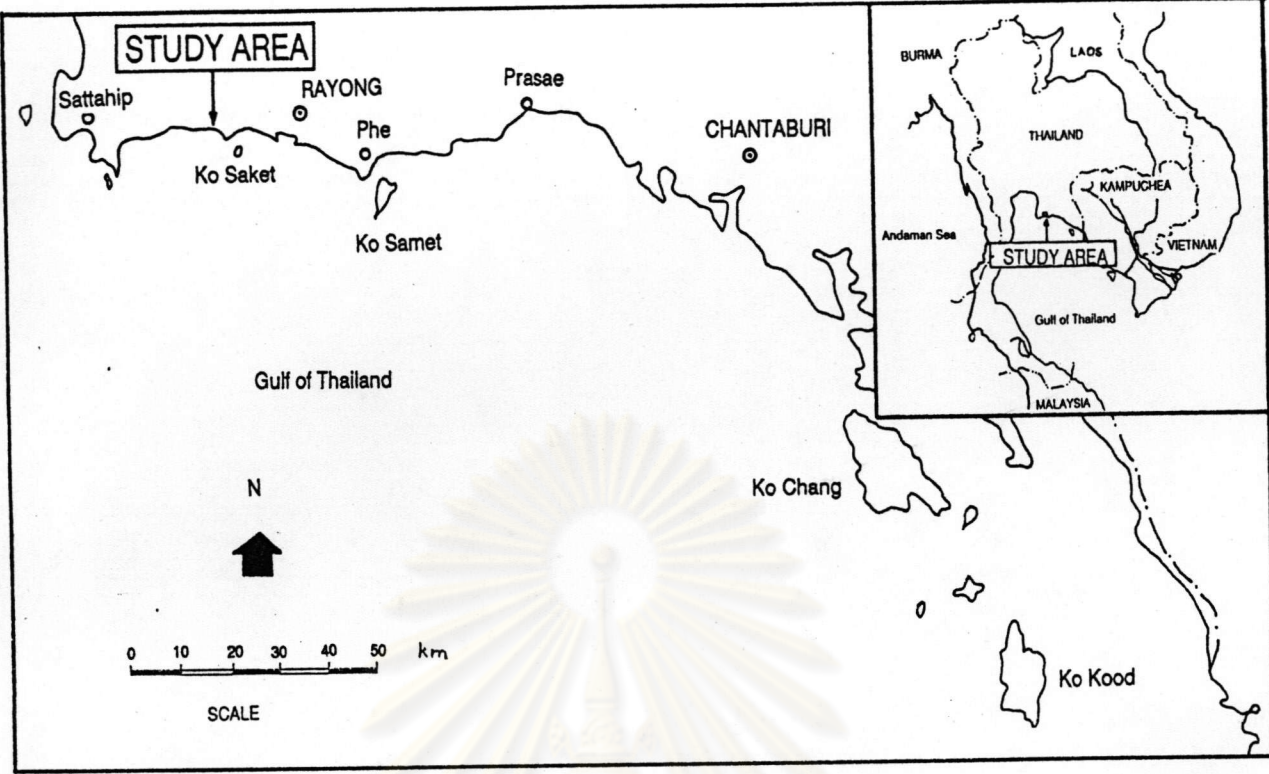 STUDY AREA
Sattahip
RAYONG
Phe
Prasae
CHANTABURI
Ko Saket
Ko Samet
Gulf of Thailand
N
Ko Chang
Ko Kood
0 10 20 30 40 50 km
SCALE
BURMA
LAOS
THAILAND
KAMPUCHEA
Andaman Sea
VIETNAM
STUDY AREA
Gulf of Thailand
MALAYSIA